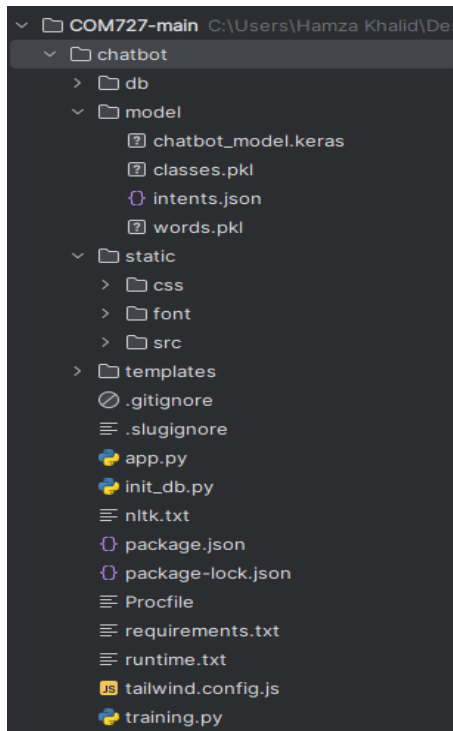 COM727-main C:\Users\Hamza Khalid\De
chatbot
db
model
chatbot_model.keras
classes.pkl
intents.json
words.pkl
static
css
font
src
templates
.gitignore
.slugignore
app.py
init_db.py
nltk.txt
package.json
package-lock.json
Procfile
requirements.txt
runtime.txt
JS tailwind.config.js
training.py